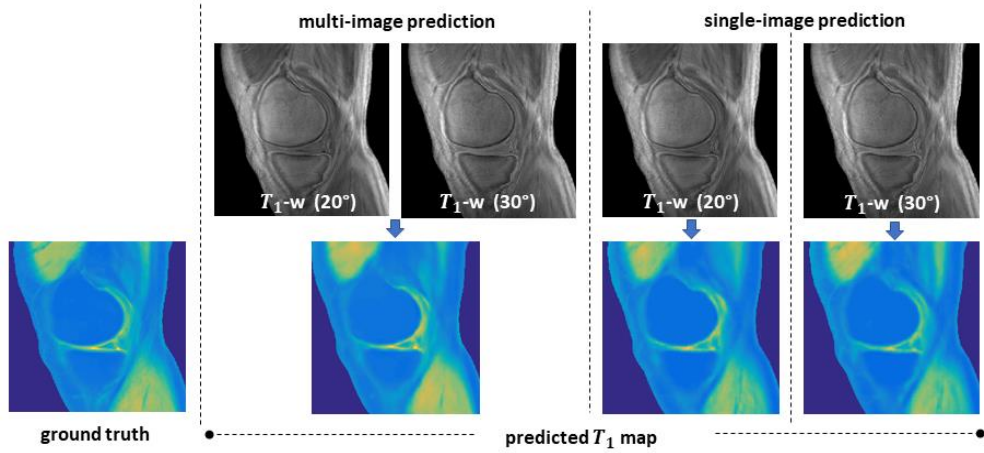 multi-image prediction
single-image prediction
T₁-w (20°)
T₁-w (30°)
T₁-w (20°)
T₁-w (30°)
ground truth
predicted T₁ map